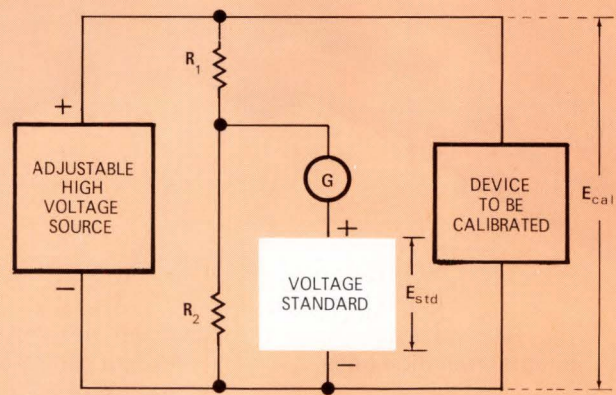 R1
+
ADJUSTABLE
HIGH
VOLTAGE
SOURCE
−
R2
G
+
VOLTAGE
STANDARD
−
Estd
DEVICE
TO BE
CALIBRATED
Ecal